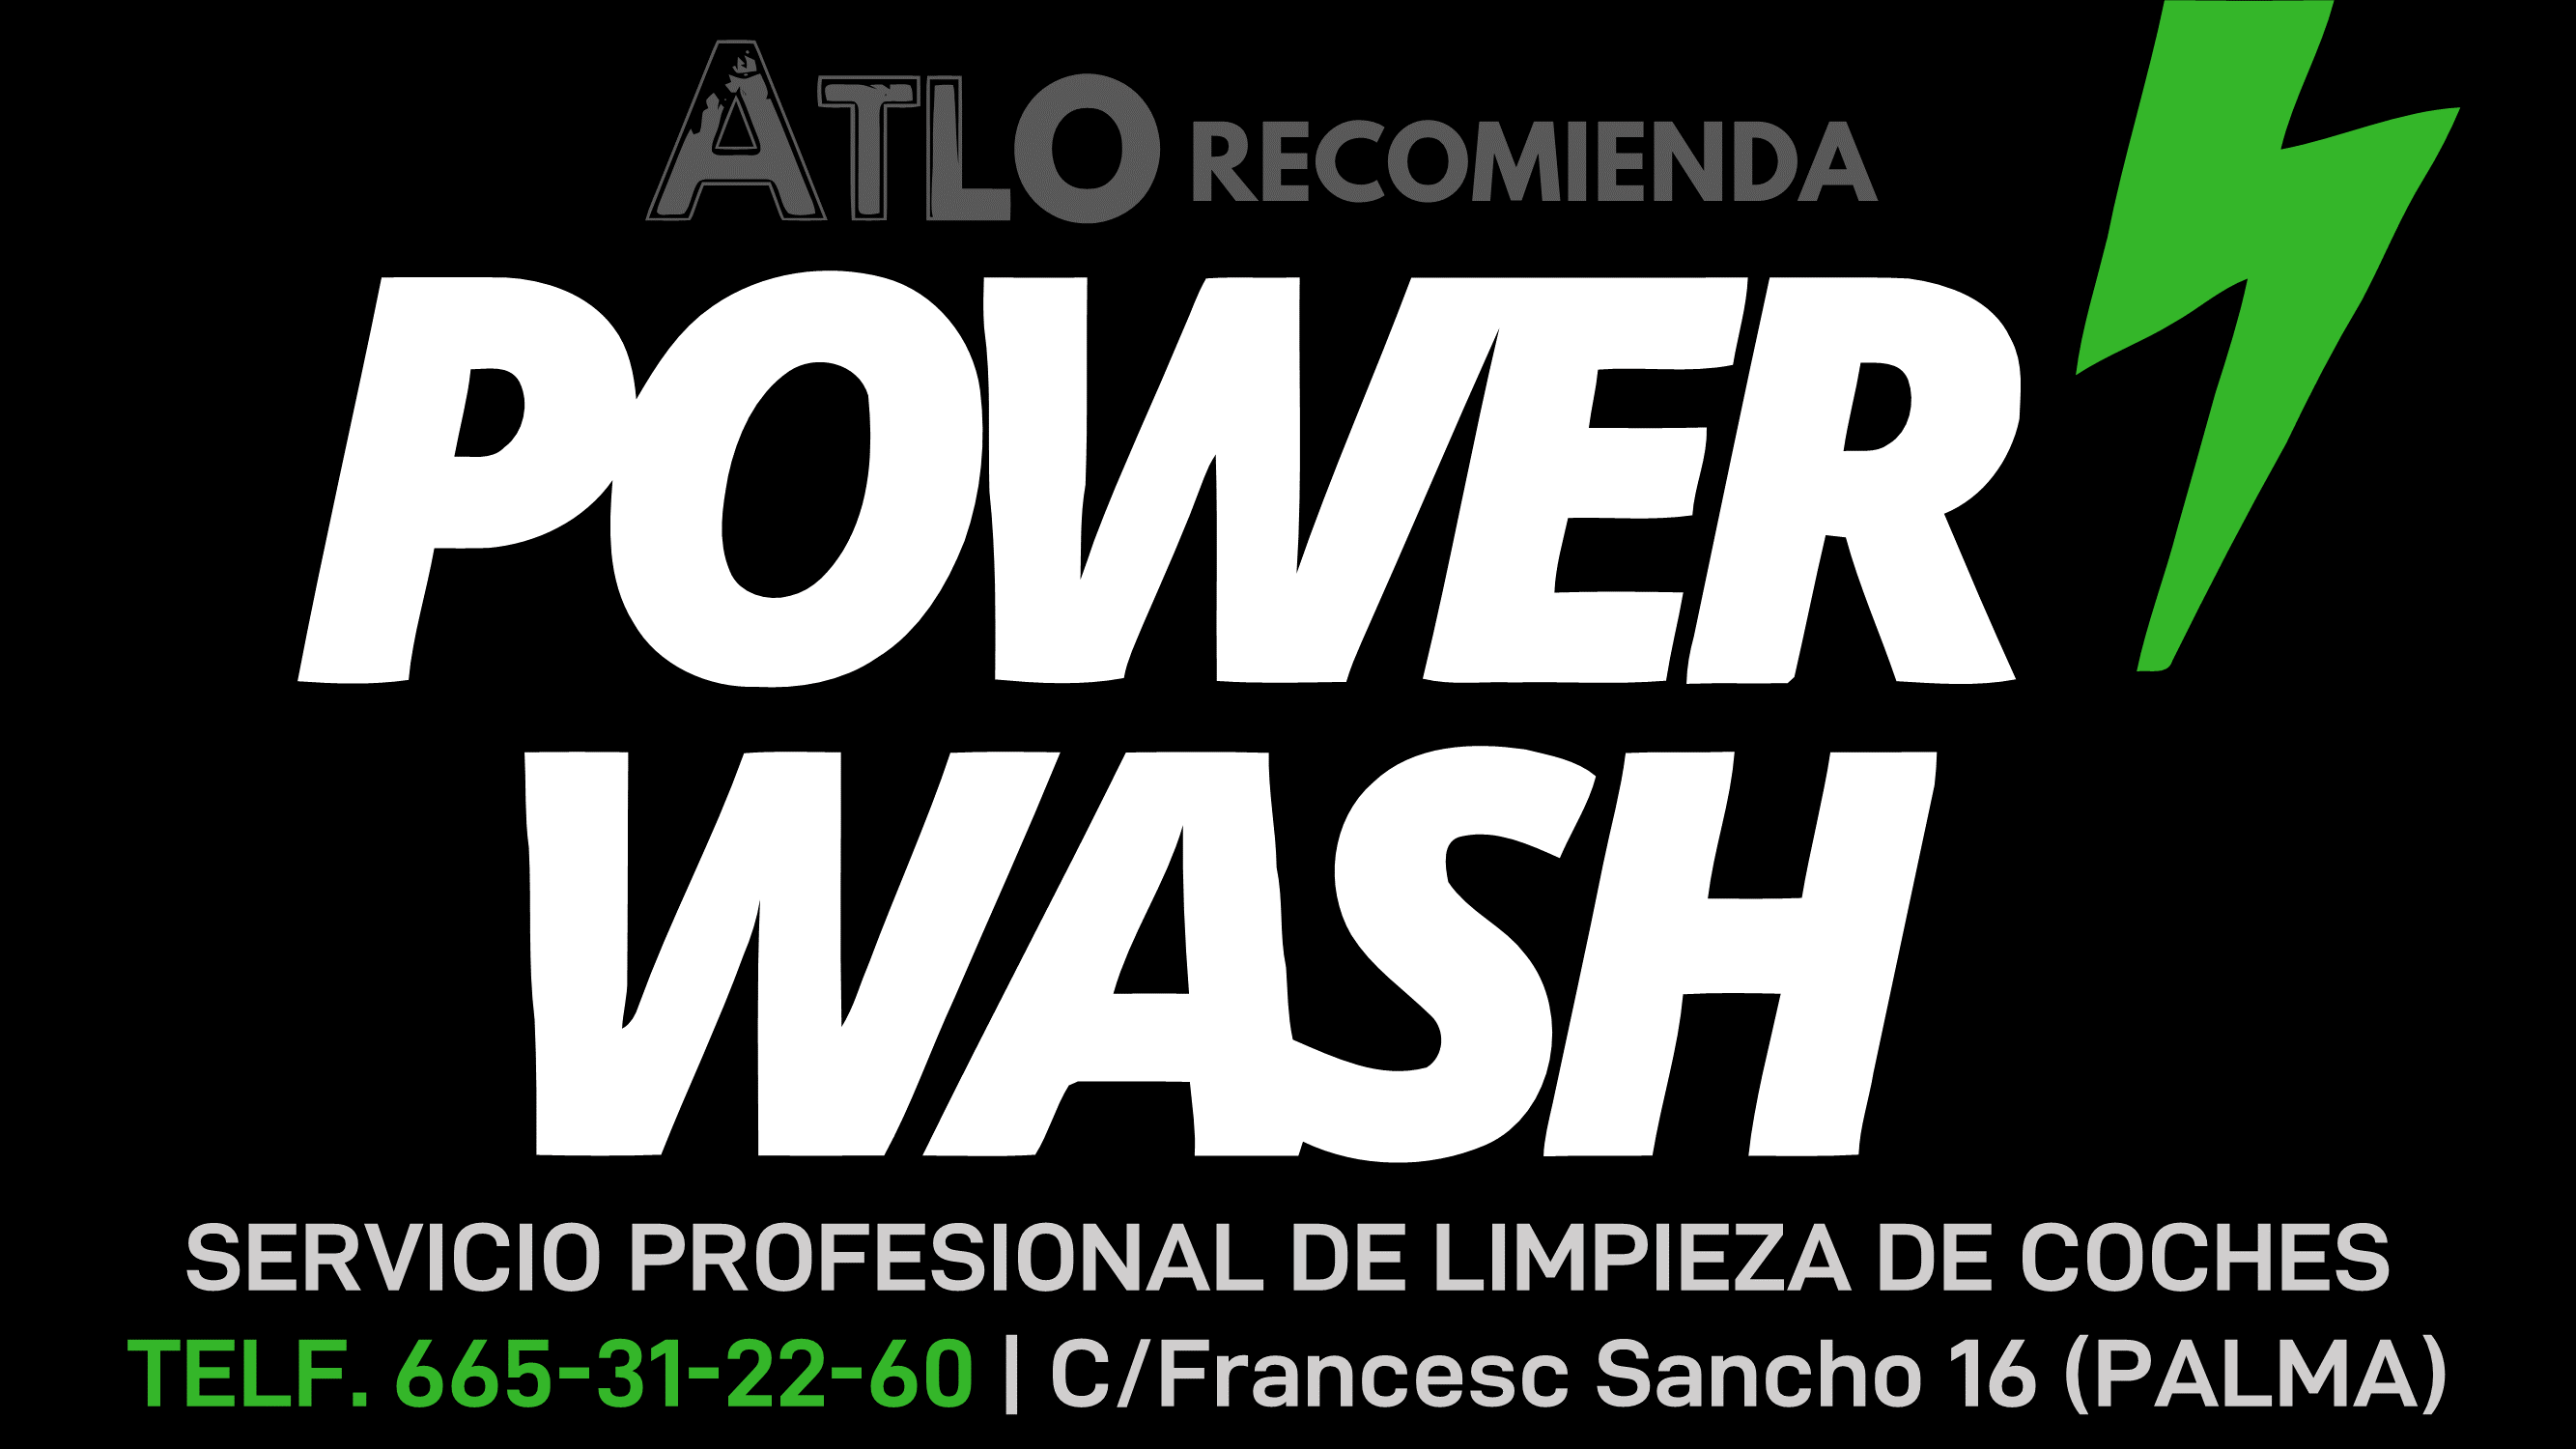 ATLO RECOMIENDA
POWER
WASH
SERVICIO PROFESIONAL DE LIMPIEZA DE COCHES
TELF. 665-31-22-60 | C/Francesc Sancho 16 (PALMA)